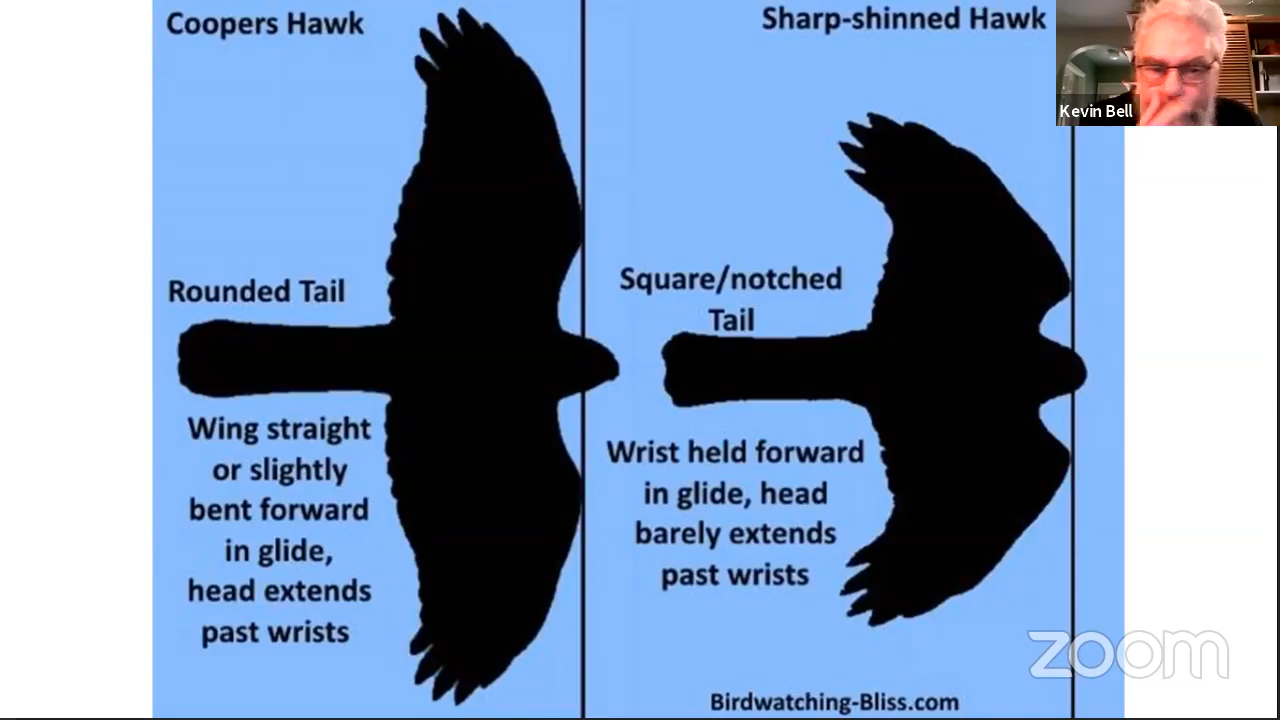 Coopers Hawk
Rounded Tail
Wing straight
or slightly
bent forward
in glide,
head extends
past wrists
Sharp-shinned Hawk
Square/notched
Tail
Wrist held forward
in glide, head
barely extends
past wrists
Birdwatching-Bliss.com
Kevin Bell
zoom